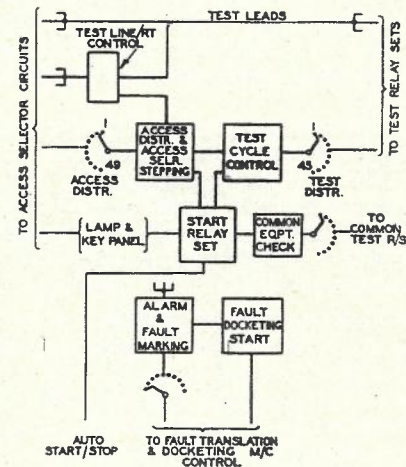 TO ACCESS SELECTOR CIRCUITS
TEST LINE/RT
CONTROL
TEST LEADS
TO TEST RELAY SETS
ACCESS
DISTR. &
ACCESS
SELR.
STEPPING
TEST
CYCLE
CONTROL
49
ACCESS
DISTR.
45
TEST
DISTR.
LAMP &
KEY PANEL
START
RELAY
SET
COMMON
EQPT.
CHECK
TO
COMMON
TEST R/S
ALARM
&
FAULT
MARKING
FAULT
DOCKETING
START
AUTO
START/STOP
TO FAULT TRANSLATION
& DOCKETING M/C
CONTROL.